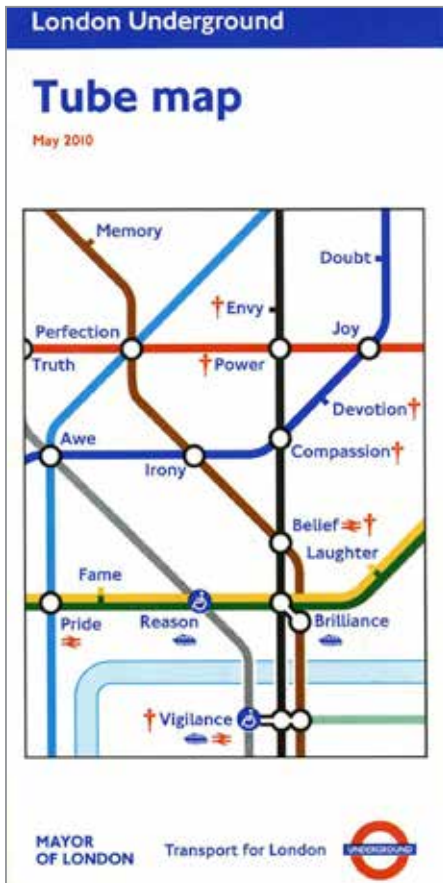 London Underground
Tube map
May 2010
Memory
Doubt
†Envy
Perfection
Joy
Truth
†Power
Devotion†
Awe
Irony
Compassion†
Belief †
Laughter
Fame
Pride
Reason
Brilliance
†Vigilance
MAYOR
OF LONDON
Transport for London
UNDERGROUND